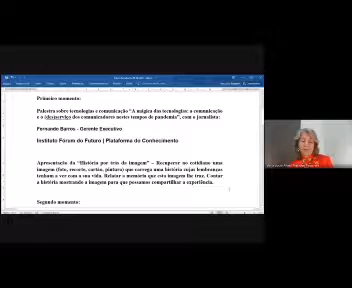 Primeiro momento:
Palestra sobre tecnologias e comunicação "A mágica das tecnologias: a comunicação
e o (des)serviço dos comunicadores nestes tempos de pandemia", com o jornalista:
Fernando Barros - Gerente Executivo
Instituto Fórum do Futuro | Plataforma do Conhecimento
Apresentação da "História por trás da imagem" – Recuperar no cotidiano uma
imagem (foto, recorte, cartão, pintura) que carrega uma história cujas lembranças
tenham a ver com a sua vida. Relatar a memória que esta imagem lhe traz. Contar
a história mostrando a imagem para que possamos compartilhar a experiência.
Segundo momento: